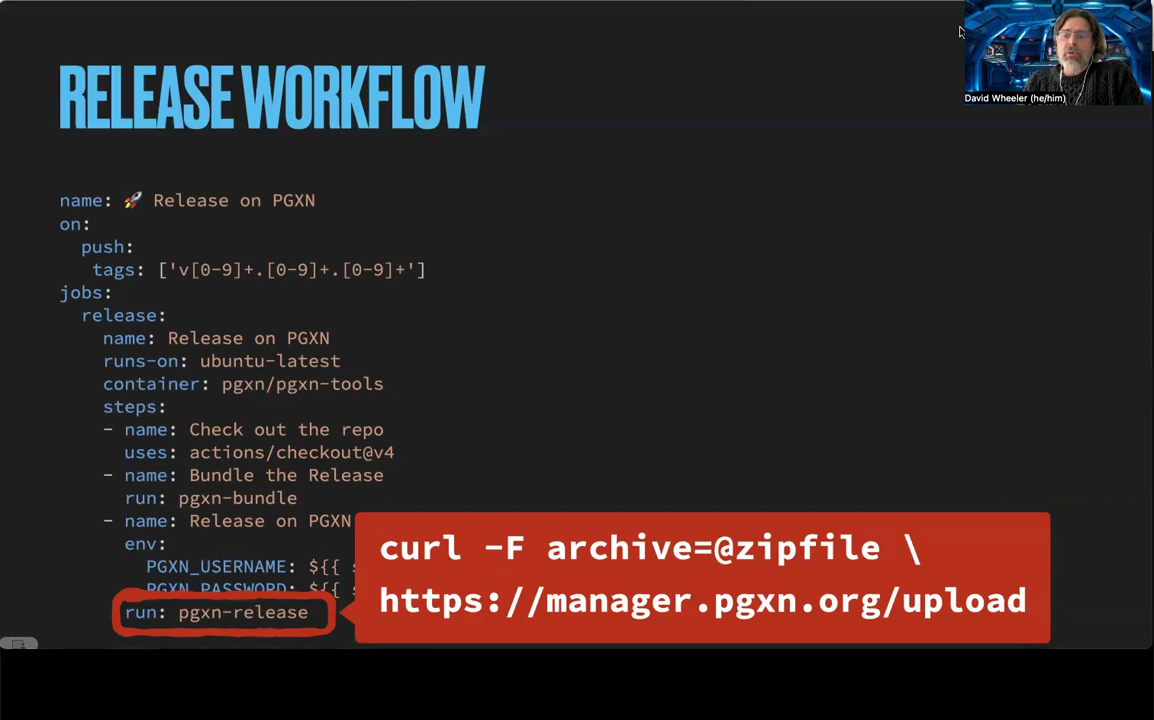 RELEASE WORKFLOW
David Wheeler (he/him)
name: 🚀 Release on PGXN
on:
push:
tags: ['v[0-9]+.[0-9]+.[0-9]+']
jobs:
release:
name: Release on PGXN
runs-on: ubuntu-latest
container: pgxn/pgxn-tools
steps:
- name: Check out the repo
uses: actions/checkout@v4
- name: Bundle the Release
run: pgxn-bundle
- name: Release on PGXN
env:
PGXN_USERNAME: ${{ s
PGXN_PASSWORD: ${{ s
run: pgxn-release
curl -F archive=@zipfile \
https://manager.pgxn.org/upload